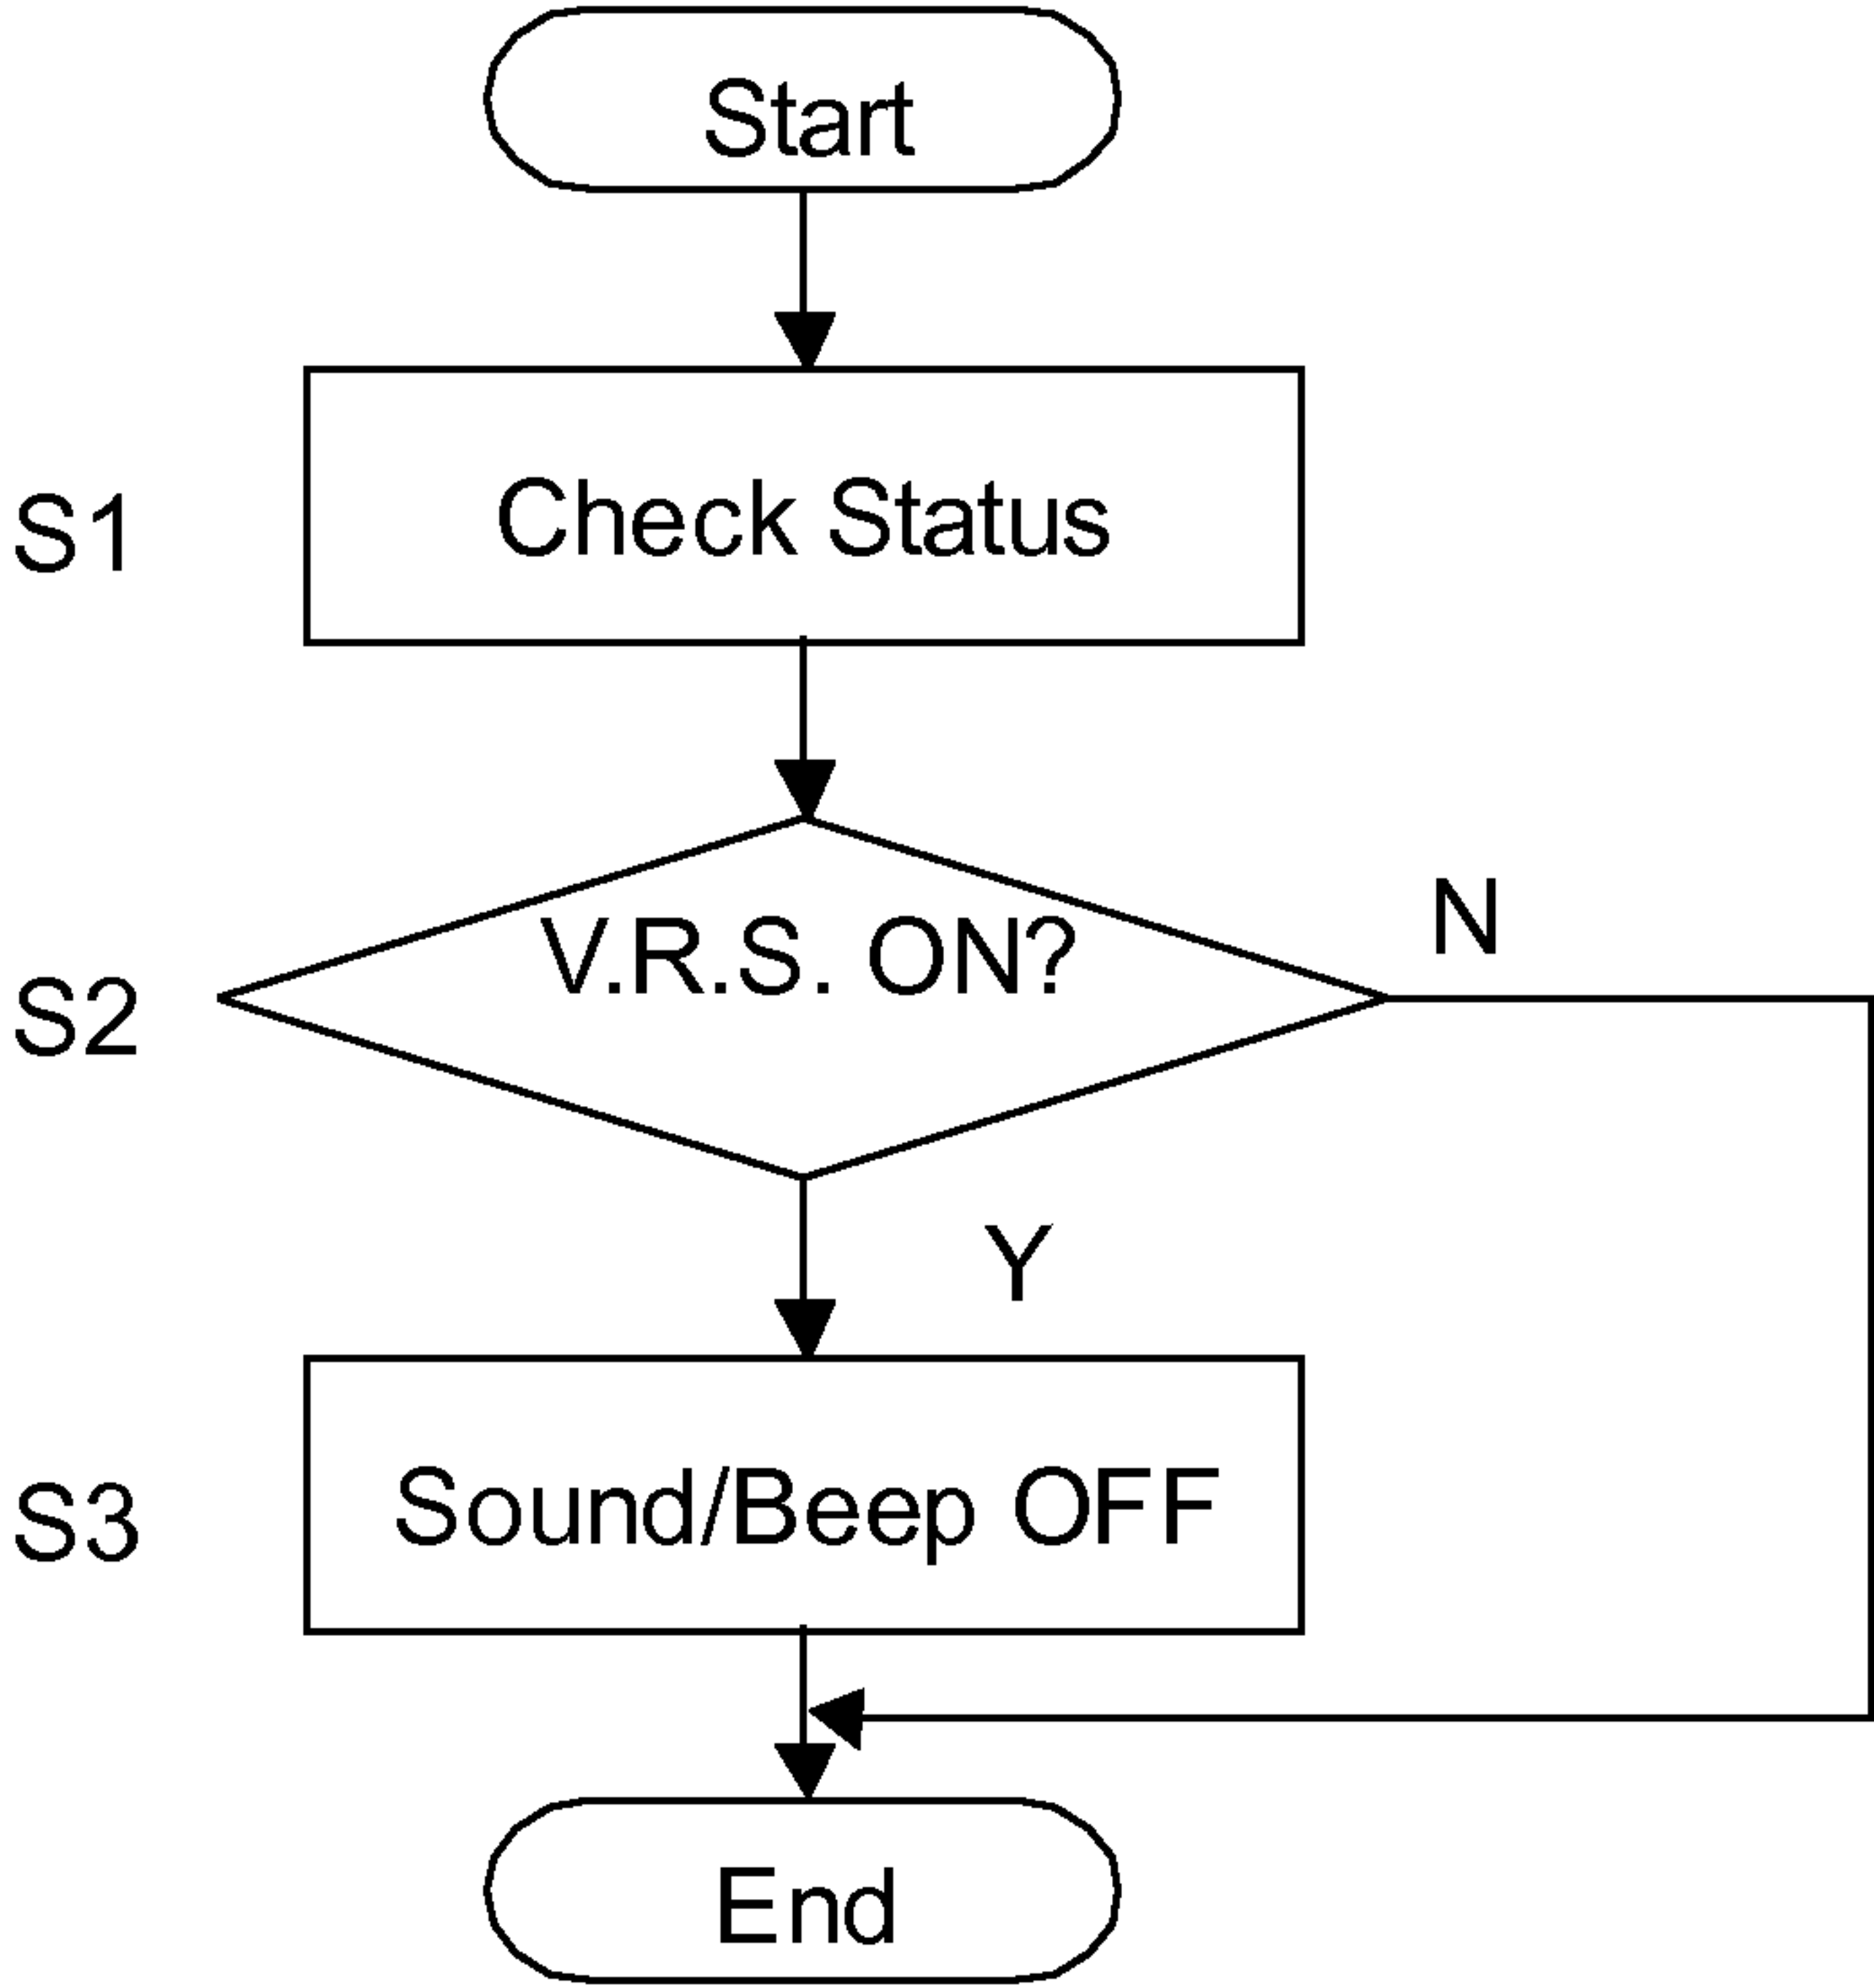 Start
S1
Check Status
S2
V.R.S. ON?
N
Y
S3
Sound/Beep OFF
End